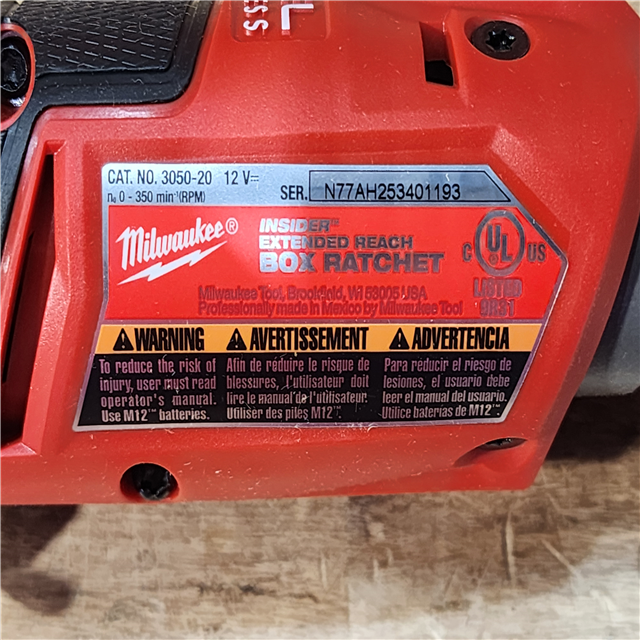 L
ESS
CAT. NO. 3050-20 12 V⎓
n₀ 0 - 350 min⁻¹ (RPM)
SER. N77AH253401193
Milwaukee®
INSIDER™
EXTENDED REACH
BOX RATCHET
Milwaukee Tool, Brookfield, WI 53005 USA
Professionally made in Mexico by Milwaukee Tool
C UL US
LISTED
9R31
WARNING
To reduce the risk of
injury, user must read
operator's manual.
Use M12™ batteries.
AVERTISSEMENT
Afin de réduire le risque de
blessures, l'utilisateur doit
lire le manual de l'utilisateur.
Utiliser des piles M12™.
ADVERTENCIA
Para reducir el riesgo de
lesiones, el usuario debe
leer el manual del usuario.
Utilice baterías de M12™.